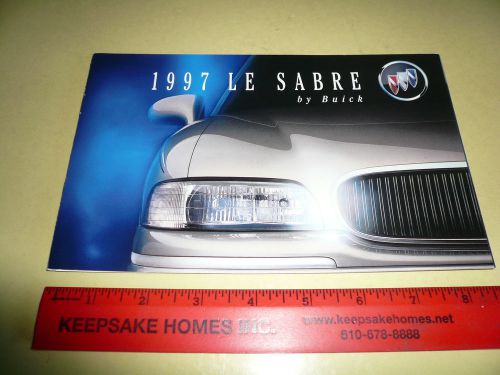 1997 LE SABRE
by Buick
1 2 3 4 5 6 7 8 9
KEEPSAKE HOMES INC.
www.keepsakehomes.net
610-678-8888